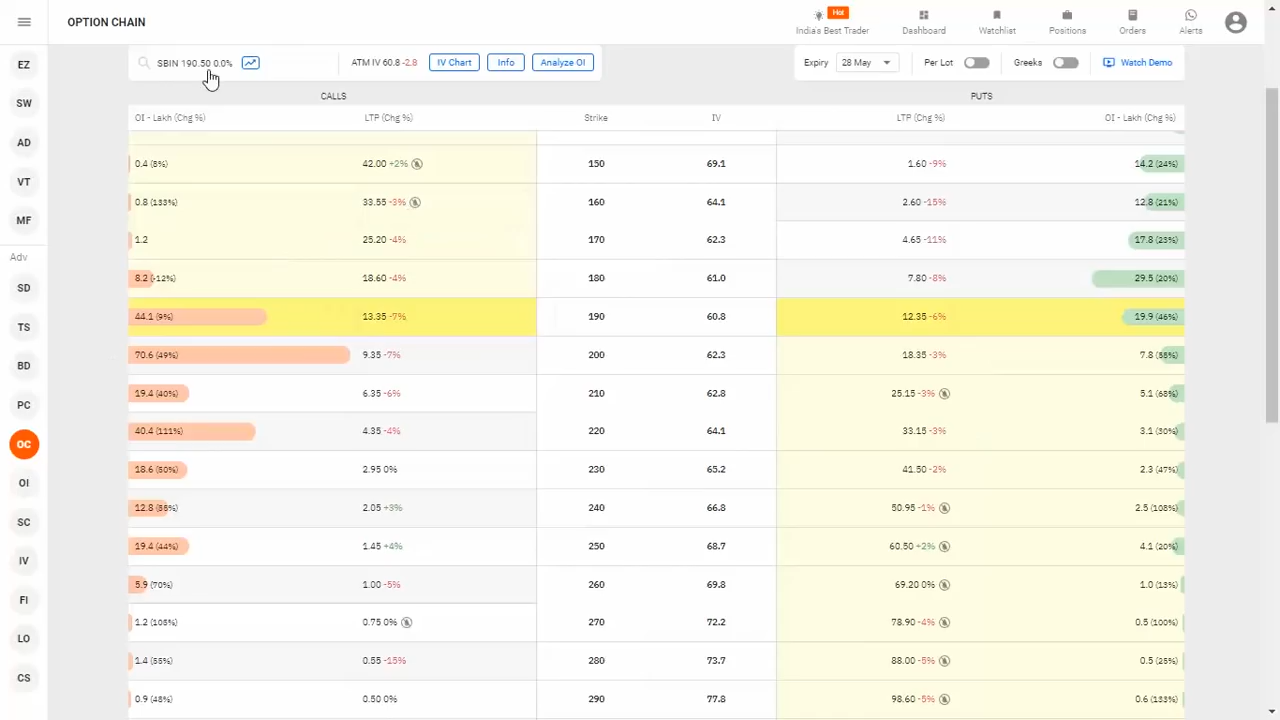 OPTION CHAIN
Hot
India's Best Trader
Dashboard
Watchlist
Positions
Orders
Alerts
EZ
SW
AD
VT
MF
Adv
SD
TS
BD
PC
OC
OI
SC
IV
FI
LO
CS
SBIN 190.50 0.0%
ATM IV 60.8 -2.8
IV Chart
Info
Analyze OI
Expiry
28 May
Per Lot
Greeks
Watch Demo
CALLS
PUTS
OI - Lakh (Chg %) LTP (Chg %) Strike IV LTP (Chg %) OI - Lakh (Chg %)
0.4 (8%) 42.00 +2% 150 69.1 1.60 -9% 14.2 (24%)
0.8 (133%) 33.55 -3% 160 64.1 2.60 -15% 12.8 (21%)
1.2 25.20 -4% 170 62.3 4.65 -11% 17.8 (23%)
8.2 (-12%) 18.60 -4% 180 61.0 7.80 -8% 29.5 (20%)
44.1 (9%) 13.35 -7% 190 60.8 12.35 -6% 19.9 (46%)
70.6 (49%) 9.35 -7% 200 62.3 18.35 -3% 7.8 (55%)
19.4 (40%) 6.35 -6% 210 62.8 25.15 -3% 5.1 (68%)
40.4 (111%) 4.35 -4% 220 64.1 33.15 -3% 3.1 (30%)
18.6 (50%) 2.95 0% 230 65.2 41.50 -2% 2.3 (47%)
12.8 (58%) 2.05 +3% 240 66.8 50.95 -1% 2.5 (108%)
19.4 (44%) 1.45 +4% 250 68.7 60.50 +2% 4.1 (20%)
5.9 (70%) 1.00 -5% 260 69.8 69.20 0% 1.0 (13%)
1.2 (105%) 0.75 0% 270 72.2 78.90 -4% 0.5 (100%)
1.4 (55%) 0.55 -15% 280 73.7 88.00 -5% 0.5 (25%)
0.9 (48%) 0.50 0% 290 77.8 98.60 -5% 0.6 (133%)